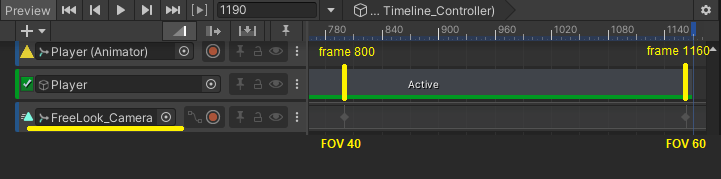 Preview 1190 ... Timeline_Controller)
780 840 900 960 1020 1080 1140
Player (Animator) frame 800 frame 1160
Player Active
FreeLook_Camera
FOV 40 FOV 60